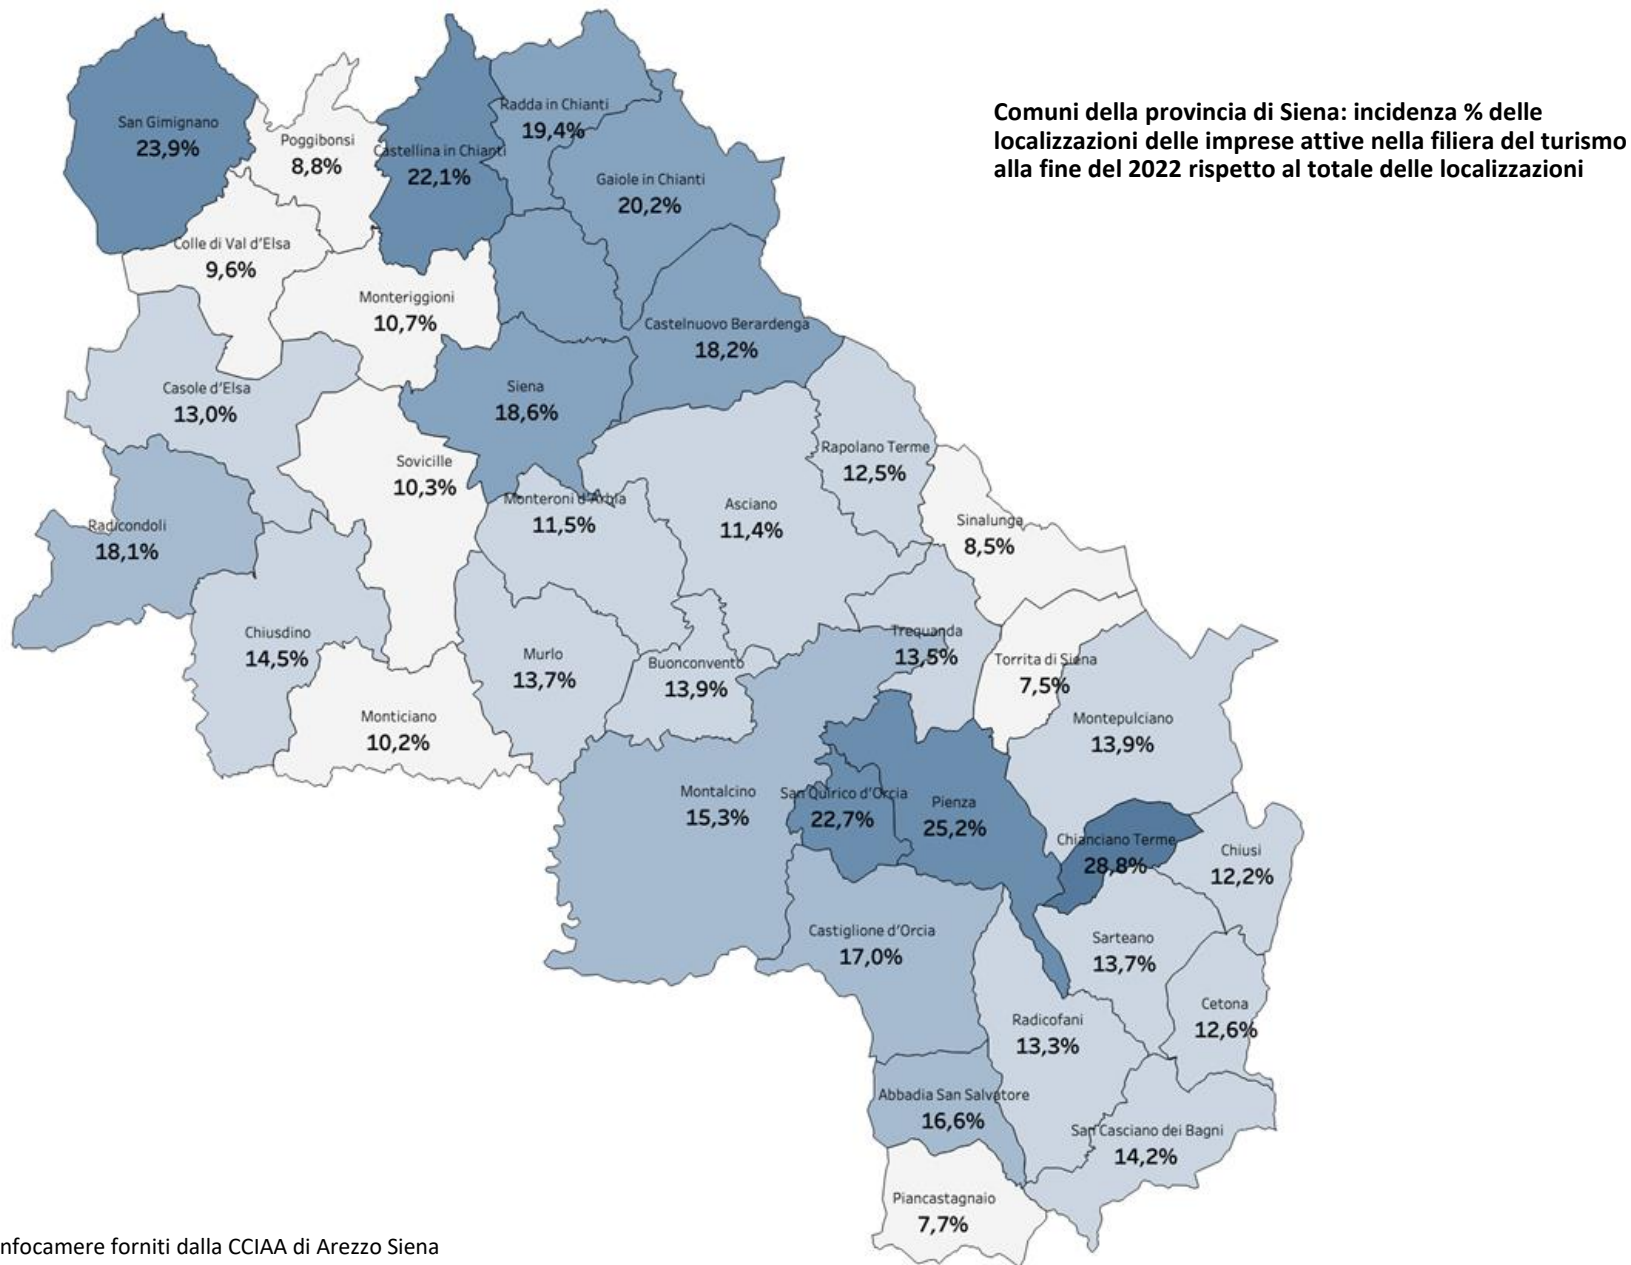 Comuni della provincia di Siena: incidenza % delle
localizzazioni delle imprese attive nella filiera del turismo
alla fine del 2022 rispetto al totale delle localizzazioni
San Gimignano
23,9%
Poggibonsi
8,8%
Castellina in Chianti
22,1%
Radda in Chianti
19,4%
Gaiole in Chianti
20,2%
Colle di Val d'Elsa
9,6%
Monteriggioni
10,7%
Castelnuovo Berardenga
18,2%
Casole d'Elsa
13,0%
Siena
18,6%
Sovicille
10,3%
Rapolano Terme
12,5%
Monteroni d'Arbia
11,5%
Asciano
11,4%
Sinalunga
8,5%
Radicondoli
18,1%
Chiusdino
14,5%
Murlo
13,7%
Buonconvento
13,9%
Trequanda
13,5%
Torrita di Siena
7,5%
Monticiano
10,2%
Montepulciano
13,9%
Montalcino
15,3%
San Quirico d'Orcia
22,7%
Pienza
25,2%
Chianciano Terme
28,8%
Chiusi
12,2%
Castiglione d'Orcia
17,0%
Sarteano
13,7%
Cetona
12,6%
Radicofani
13,3%
Abbadia San Salvatore
16,6%
San Casciano dei Bagni
14,2%
Piancastagnaio
7,7%
nfocamere forniti dalla CCIAA di Arezzo Siena